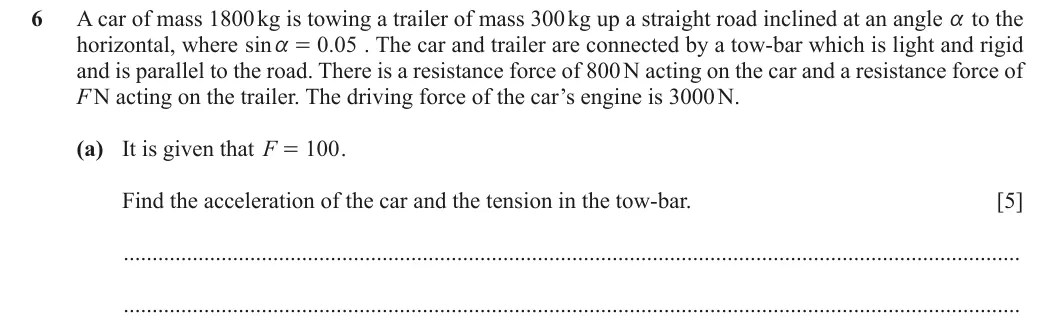 6 A car of mass 1800 kg is towing a trailer of mass 300 kg up a straight road inclined at an angle α to the
horizontal, where sin α = 0.05 . The car and trailer are connected by a tow-bar which is light and rigid
and is parallel to the road. There is a resistance force of 800 N acting on the car and a resistance force of
F N acting on the trailer. The driving force of the car’s engine is 3000 N.
(a) It is given that F = 100.
Find the acceleration of the car and the tension in the tow-bar. [5]